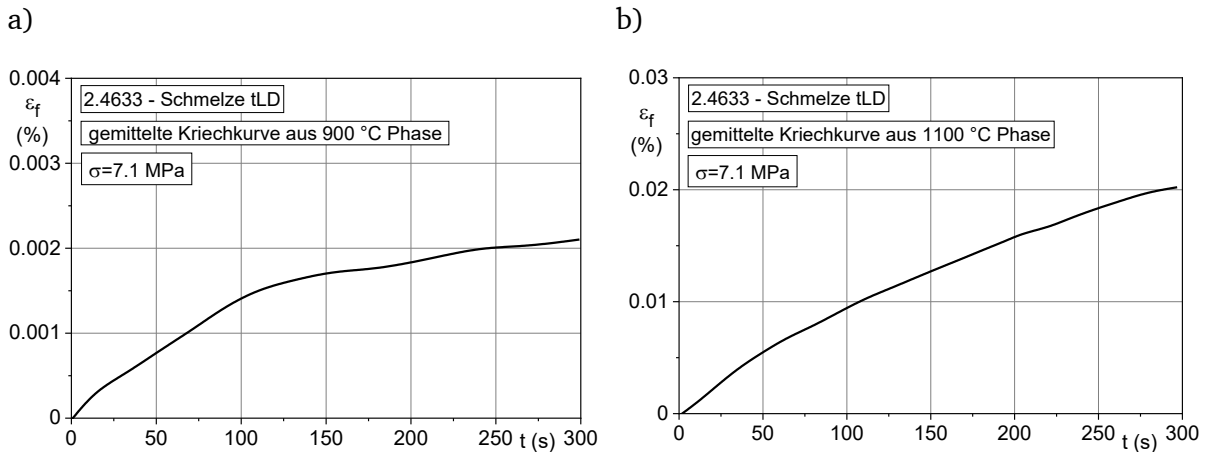 a)
0.004
εf
(%)
0.003
0.002
0.001
0
2.4633 - Schmelze tLD
gemittelte Kriechkurve aus 900 °C Phase
σ=7.1 MPa
0 50 100 150 200 250 t (s) 300
b)
0.03
εf
(%)
0.02
0.01
0
2.4633 - Schmelze tLD
gemittelte Kriechkurve aus 1100 °C Phase
σ=7.1 MPa
0 50 100 150 200 250 t (s) 300